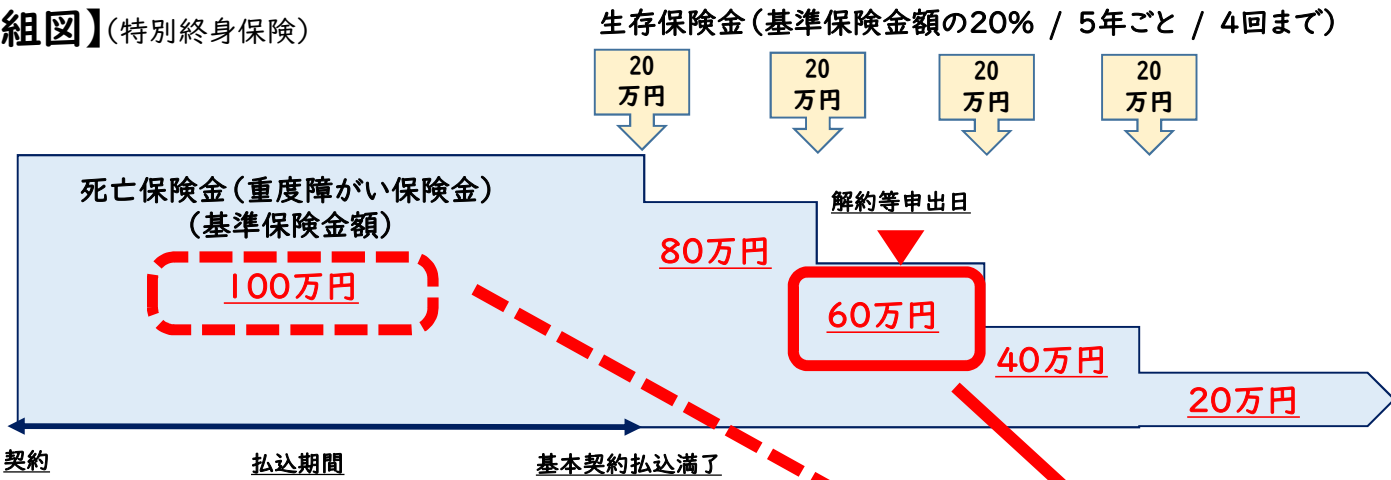 組図】(特別終身保険)
生存保険金(基準保険金額の20% / 5年ごと / 4回まで)
20
万円
20
万円
20
万円
20
万円
死亡保険金(重度障がい保険金)
(基準保険金額)
100万円
80万円
解約等申出日
60万円
40万円
20万円
契約
払込期間
基本契約払込満了